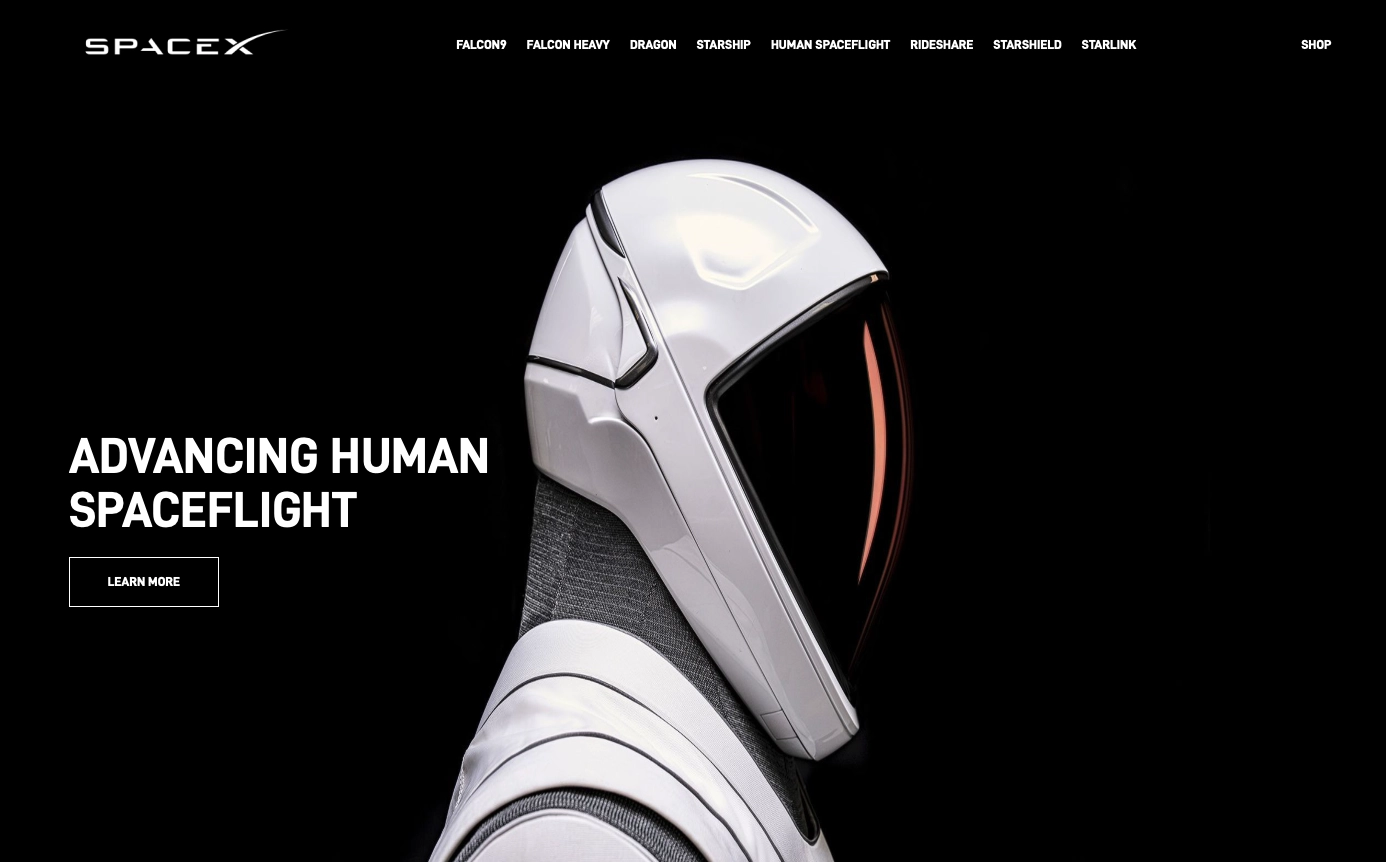 SPACEX
FALCON9 FALCON HEAVY DRAGON STARSHIP HUMAN SPACEFLIGHT RIDESHARE STARSHIELD STARLINK SHOP
ADVANCING HUMAN
SPACEFLIGHT
LEARN MORE